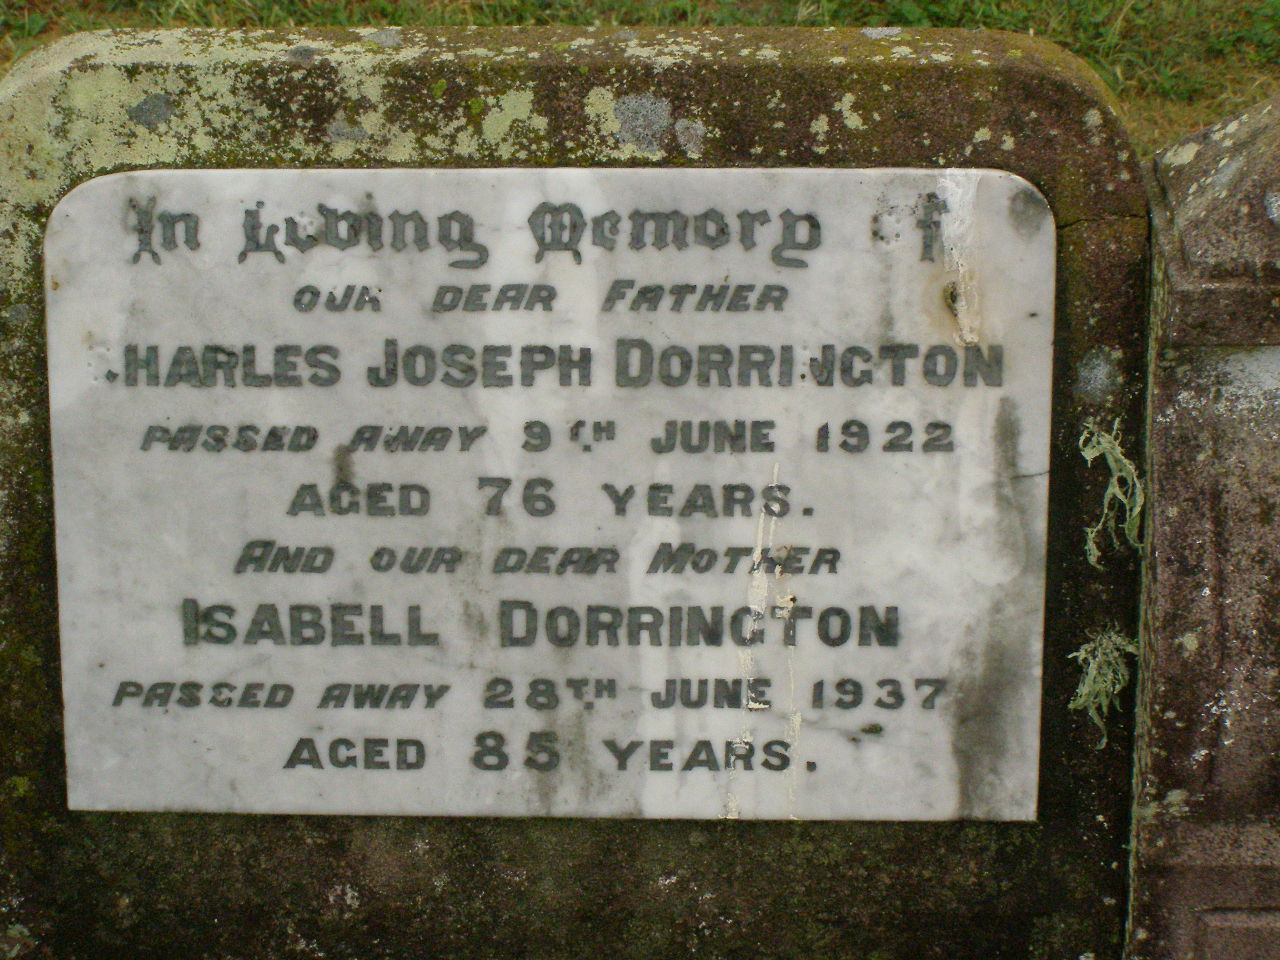 In Loving Memory of
OUR DEAR FATHER
HARLES JOSEPH DORRINGTON
PASSED AWAY 9TH JUNE 1922
AGED 76 YEARS.
AND OUR DEAR MOTHER
ISABELL DORRINGTON
PASSED AWAY 28TH JUNE 1937
AGED 85 YEARS.